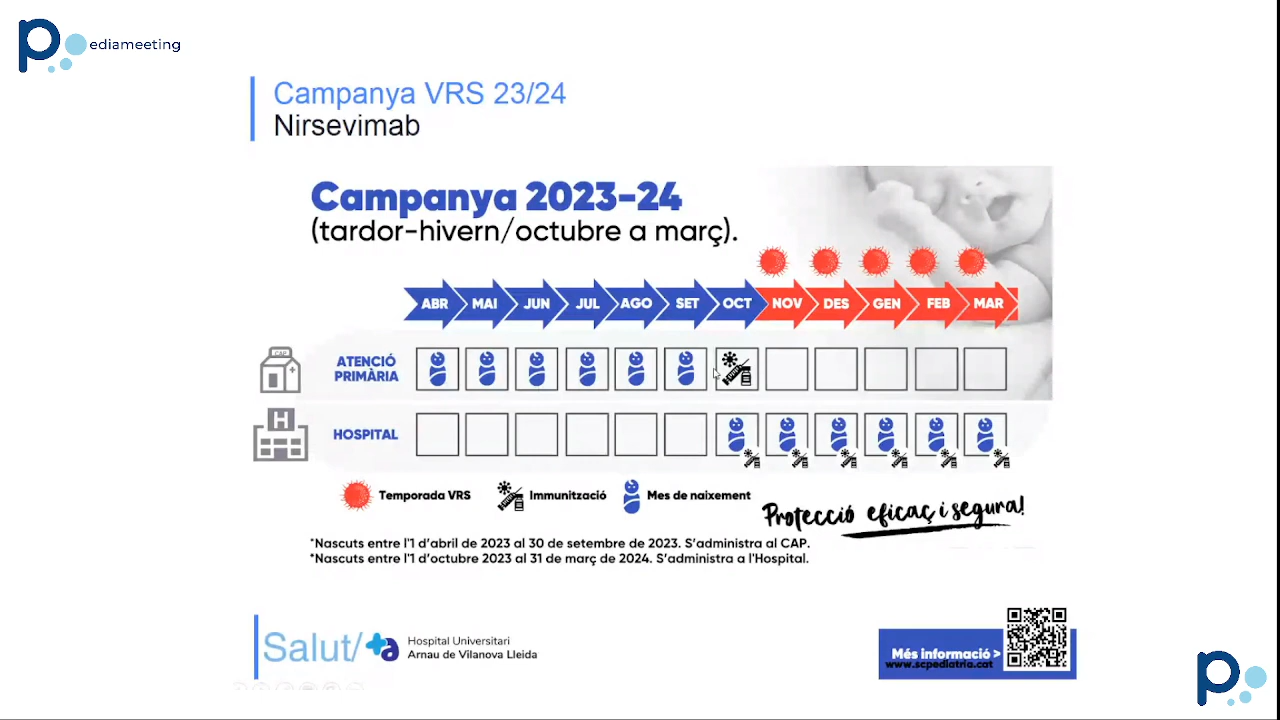 Pediameeting
Campanya VRS 23/24
Nirsevimab
Campanya 2023-24
(tardor-hivern/octubre a març).
ABR MAI JUN JUL AGO SET OCT NOV DES GEN FEB MAR
CAP
ATENCIÓ
PRIMÀRIA
H
HOSPITAL
Temporada VRS
Immunització
Mes de naixement
Protecció eficaç i segura!
*Nascuts entre l'1 d'abril de 2023 al 30 de setembre de 2023. S'administra al CAP.
*Nascuts entre l'1 d'octubre 2023 al 31 de març de 2024. S'administra a l'Hospital.
Salut/
Hospital Universitari
Arnau de Vilanova Lleida
Més informació >
www.scpediatria.cat
P